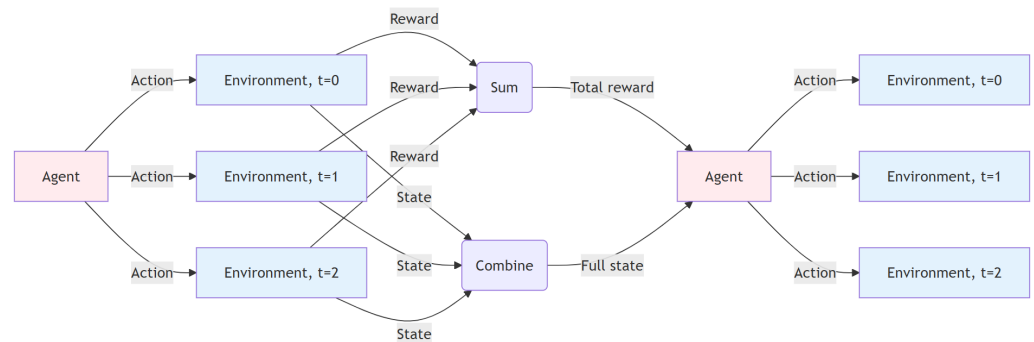 Reward
Action
Environment, t=0
Reward
Sum
Total reward
Action
Environment, t=0
Agent
Action
Environment, t=1
Reward
State
Agent
Action
Environment, t=1
Action
Environment, t=2
State
Combine
Full state
Action
Environment, t=2
State